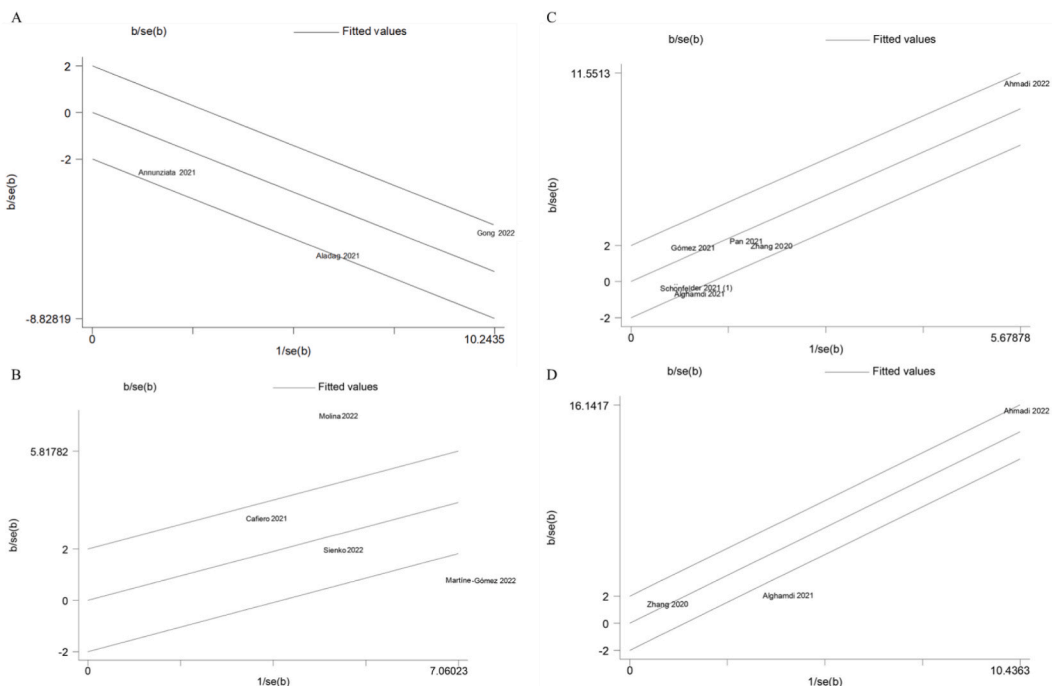 A
b/se(b) Fitted values
2
0
-2
-8.82819
b/se(b)
Annunziata 2021
Aladag 2021
Gong 2022
0 10.2435
1/se(b)
B
b/se(b) Fitted values
5.81782
2
0
-2
b/se(b)
Molina 2022
Cafiero 2021
Sienko 2022
Martíne-Gómez 2022
0 7.06023
1/se(b)
C
b/se(b) Fitted values
11.5513
2
0
-2
b/se(b)
Ahmadi 2022
Pan 2021
Gómez 2021
Zhang 2020
Schonfelder 2021 (1)
Alghamdi 2021
0 5.67878
1/se(b)
D
b/se(b) Fitted values
16.1417
2
0
-2
b/se(b)
Ahmadi 2022
Zhang 2020
Alghamdi 2021
0 10.4363
1/se(b)